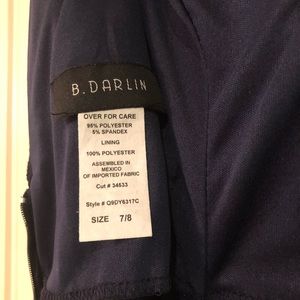 B. DARLIN
OVER FOR CARE
95% POLYESTER
5% SPANDEX
LINING
100% POLYESTER
ASSEMBLED IN
MEXICO
OF IMPORTED FABRIC
Cut # 34633
Style # Q9DY6317C
SIZE 7/8